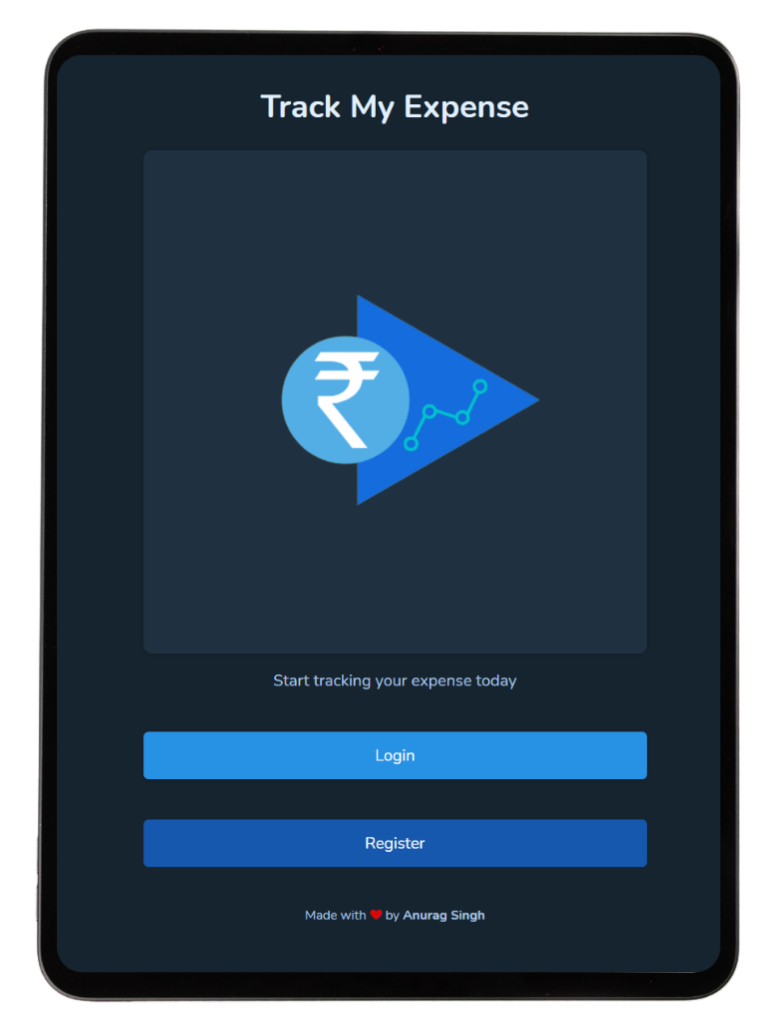 Track My Expense
₹
Start tracking your expense today
Login
Register
Made with ❤ by Anurag Singh